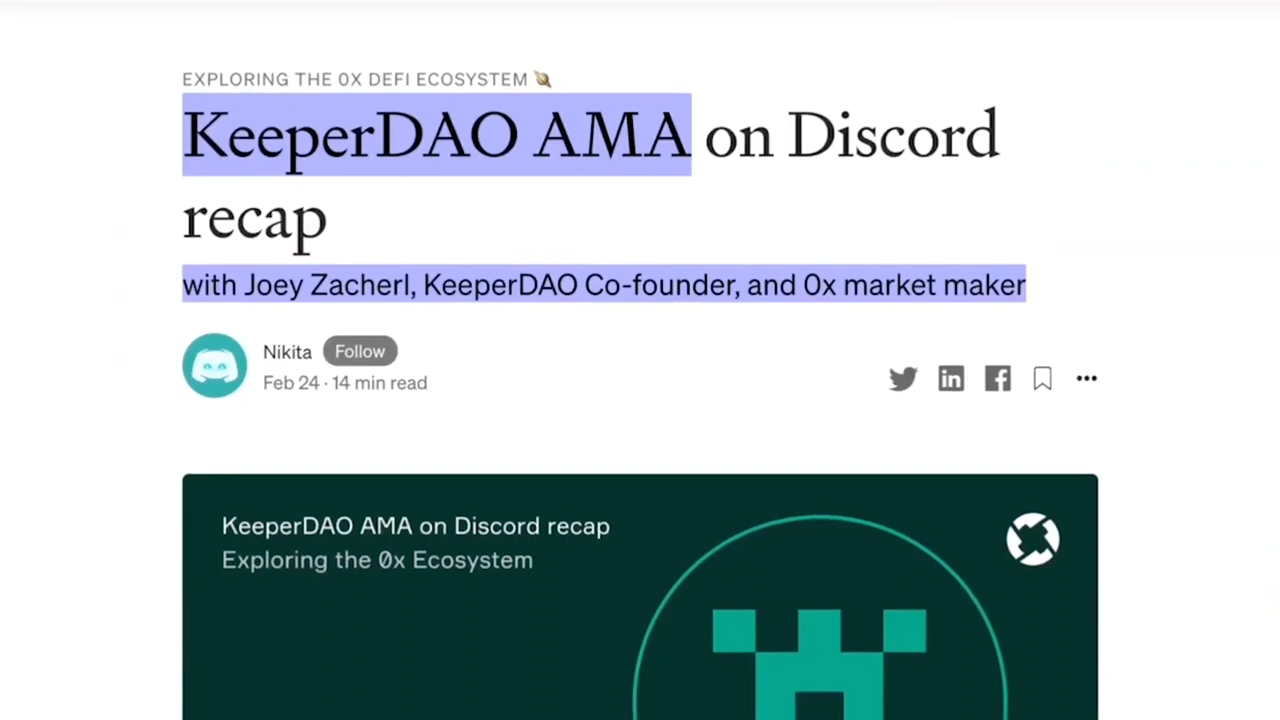 EXPLORING THE 0X DEFI ECOSYSTEM
KeeperDAO AMA on Discord
recap
with Joey Zacherl, KeeperDAO Co-founder, and 0x market maker
Nikita Follow
Feb 24 · 14 min read
KeeperDAO AMA on Discord recap
Exploring the 0x Ecosystem